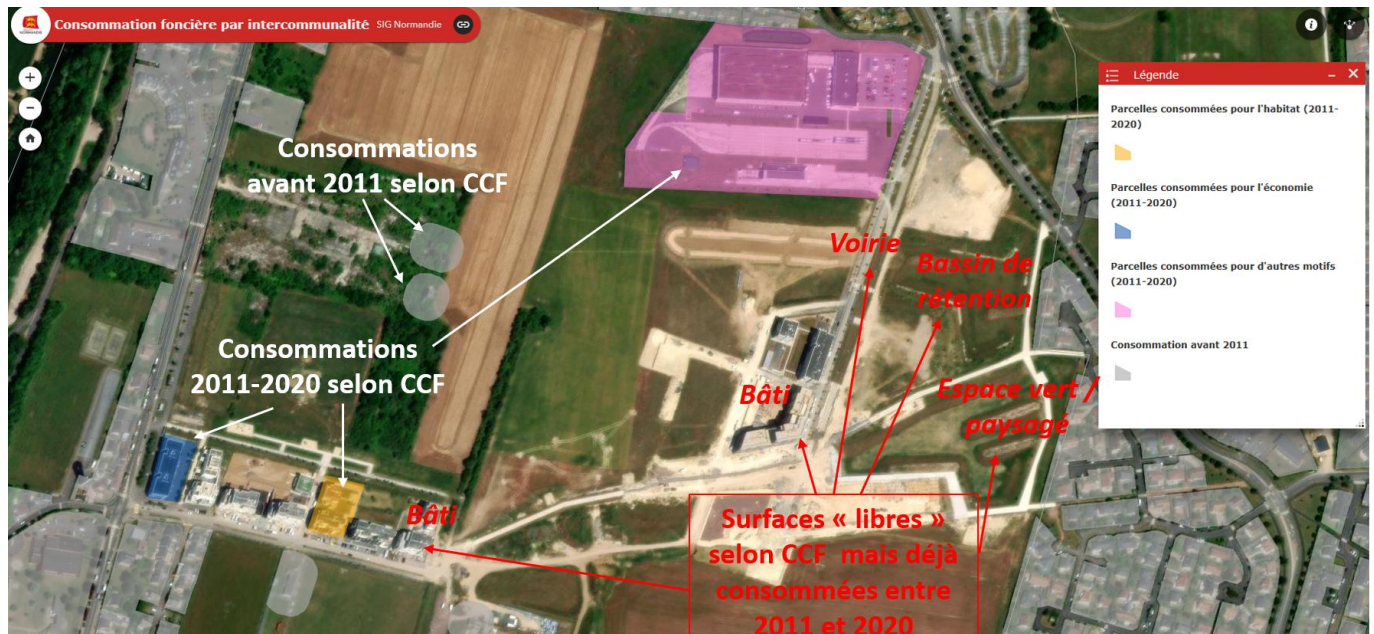 Consommation foncière par intercommunalité SIG Normandie
Légende
Parcelles consommées pour l'habitat (2011-
2020)
Parcelles consommées pour l'économie
(2011-2020)
Parcelles consommées pour d'autres motifs
(2011-2020)
Consommation avant 2011
Consommations
avant 2011 selon CCF
Voirie
Bassin de
rétention
Consommations
2011-2020 selon CCF
Bâti
Espace vert /
paysagé
Bâti
Surfaces « libres »
selon CCF mais déjà
consommées entre
2011 et 2020